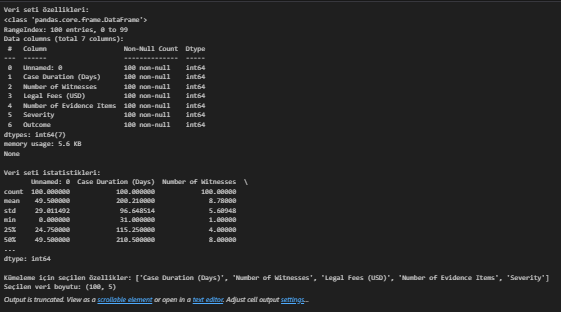 Veri seti özellikleri:
<class 'pandas.core.frame.DataFrame'>
RangeIndex: 100 entries, 0 to 99
Data columns (total 7 columns):
 #   Column                    Non-Null Count  Dtype
---  ------                    --------------  -----
 0   Unnamed: 0                100 non-null    int64
 1   Case Duration (Days)      100 non-null    int64
 2   Number of Witnesses       100 non-null    int64
 3   Legal Fees (USD)          100 non-null    int64
 4   Number of Evidence Items  100 non-null    int64
 5   Severity                  100 non-null    int64
 6   Outcome                   100 non-null    int64
dtypes: int64(7)
memory usage: 5.6 KB
None
Veri seti istatistikleri:
       Unnamed: 0  Case Duration (Days)  Number of Witnesses  \
count  100.000000            100.000000            100.00000
mean    49.500000            200.210000              8.78000
std     29.011492             96.648514              5.60948
min      0.000000             31.000000              1.00000
25%     24.750000            115.250000              4.00000
50%     49.500000            210.500000              8.00000
...
dtype: int64
Kümeleme için seçilen özellikler: ['Case Duration (Days)', 'Number of Witnesses', 'Legal Fees (USD)', 'Number of Evidence Items', 'Severity']
Seçilen veri boyutu: (100, 5)
Output is truncated. View as a scrollable element or open in a text editor. Adjust cell output settings...